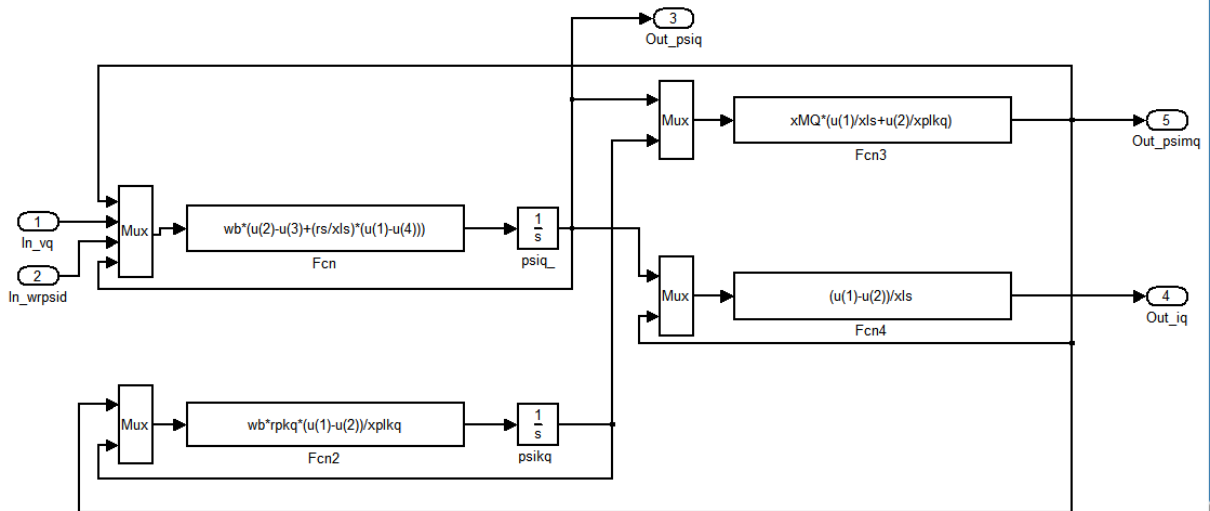 3
Out_psiq
Mux
xMQ*(u(1)/xls+u(2)/xplkq)
Fcn3
5
Out_psimq
1
In_vq
2
In_wrpsid
Mux
wb*(u(2)-u(3)+(rs/xls)*(u(1)-u(4)))
Fcn
1
s
psiq_
Mux
(u(1)-u(2))/xls
Fcn4
4
Out_iq
Mux
wb*rpkq*(u(1)-u(2))/xplkq
Fcn2
1
s
psikq